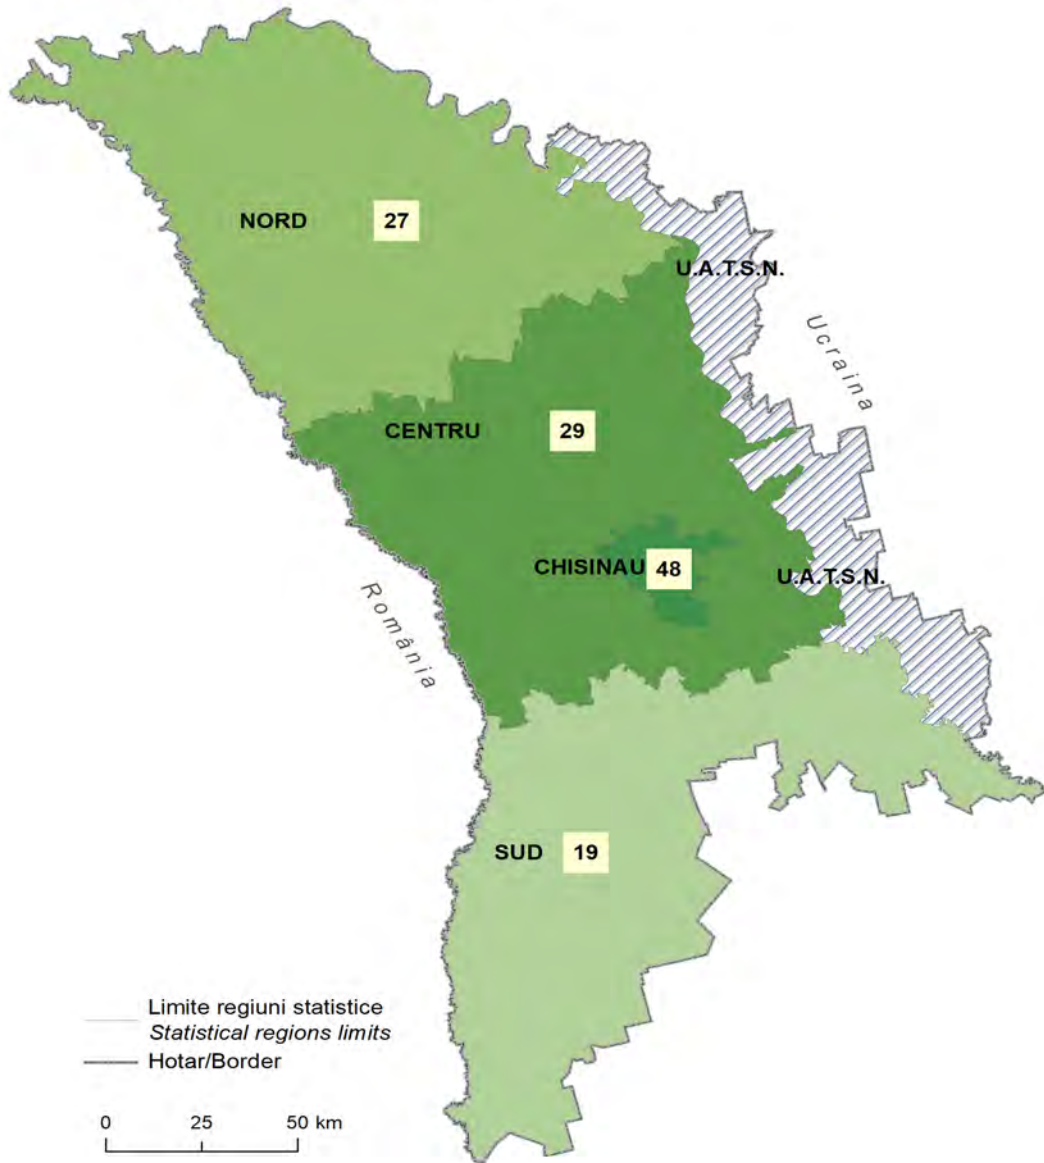 NORD 27
U.A.T.S.N.
Ucraina
CENTRU 29
CHISINAU 48
U.A.T.S.N.
România
SUD 19
Limite regiuni statistice
Statistical regions limits
Hotar/Border
0 25 50 km